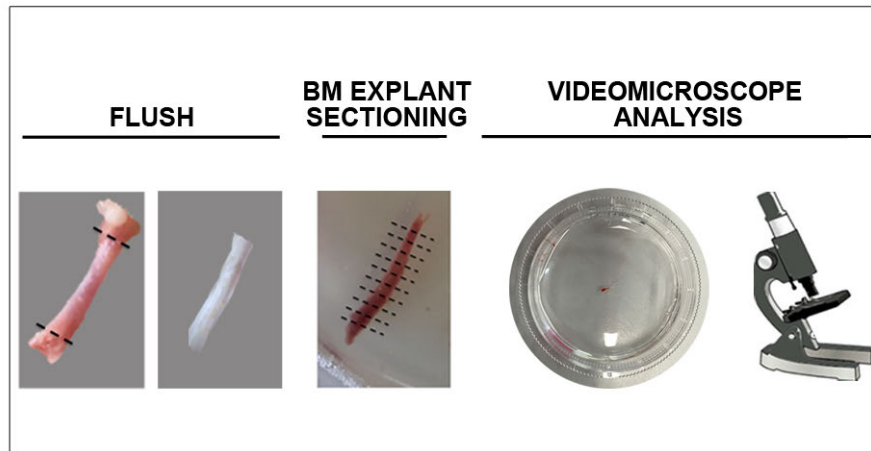 FLUSH
BM EXPLANT
SECTIONING
VIDEOMICROSCOPE
ANALYSIS